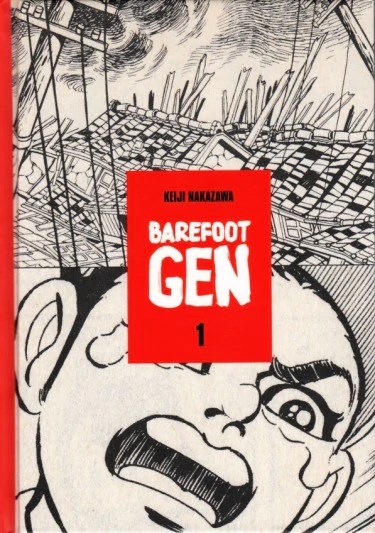 KEIJI NAKAZAWA
BAREFOOT
GEN
1